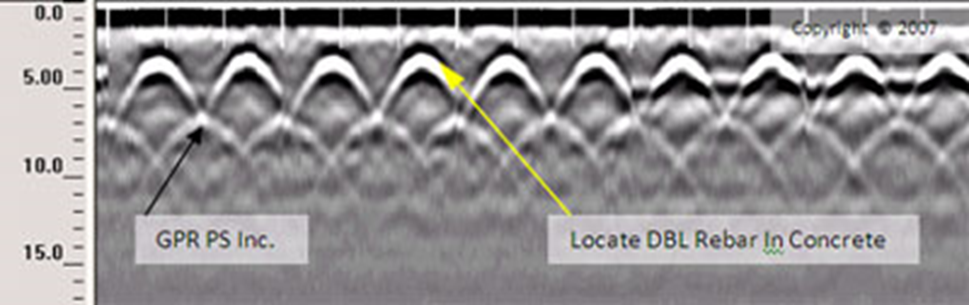 0.0
Copyright © 2007
5.00
10.0
15.0
GPR PS Inc.
Locate DBL Rebar In Concrete